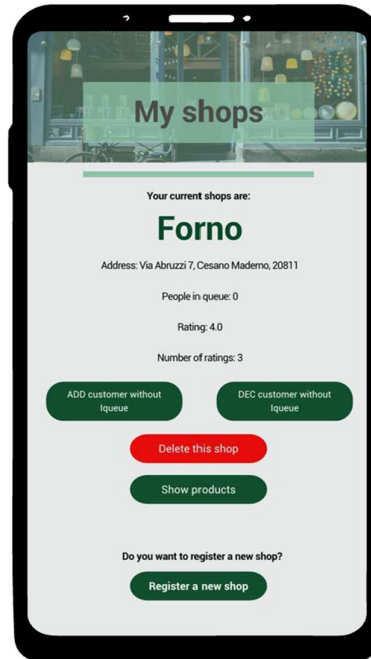 My shops
Your current shops are:
Forno
Address: Via Abruzzi 7, Cesano Maderno, 20811
People in queue: 0
Rating: 4.0
Number of ratings: 3
ADD customer without
Iqueue
DEC customer without
Iqueue
Delete this shop
Show products
Do you want to register a new shop?
Register a new shop